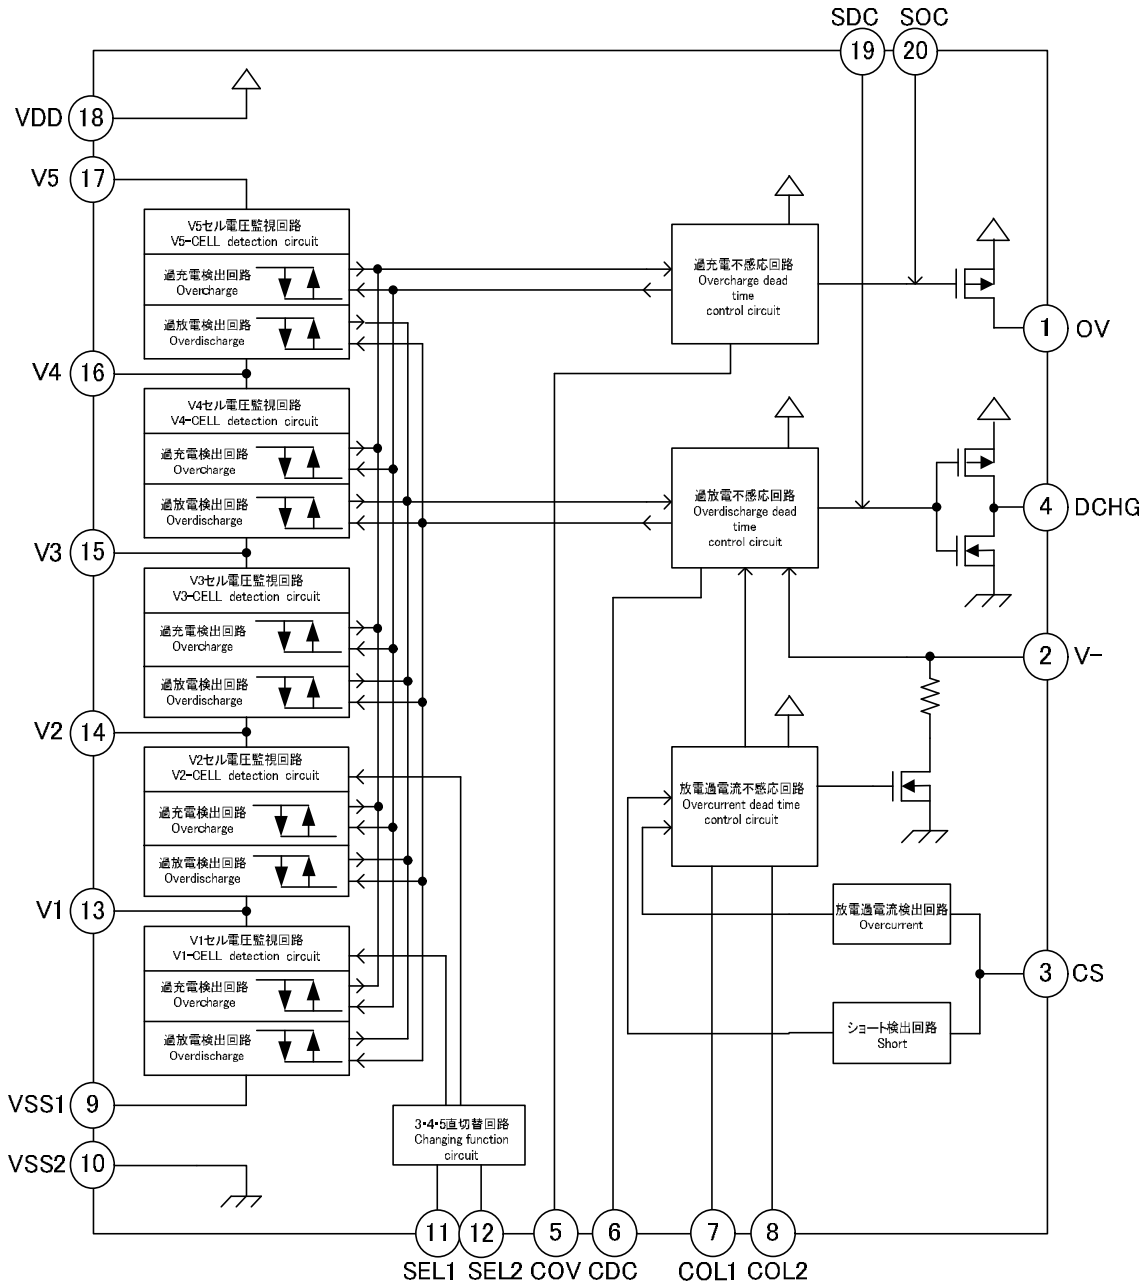 SDC SOC
19 20
VDD 18
V5 17
V5セル電圧監視回路
V5-CELL detection circuit
過充電検出回路
Overcharge
過放電検出回路
Overdischarge
過充電不感応回路
Overcharge dead
time
control circuit
1 OV
V4 16
V4セル電圧監視回路
V4-CELL detection circuit
過充電検出回路
Overcharge
過放電検出回路
Overdischarge
過放電不感応回路
Overdischarge dead
time
control circuit
4 DCHG
V3 15
V3セル電圧監視回路
V3-CELL detection circuit
過充電検出回路
Overcharge
過放電検出回路
Overdischarge
2 V-
V2 14
V2セル電圧監視回路
V2-CELL detection circuit
過充電検出回路
Overcharge
過放電検出回路
Overdischarge
放電過電流不感応回路
Overcurrent dead time
control circuit
V1 13
V1セル電圧監視回路
V1-CELL detection circuit
過充電検出回路
Overcharge
過放電検出回路
Overdischarge
放電過電流検出回路
Overcurrent
3 CS
ショート検出回路
Short
VSS1 9
VSS2 10
3・4・5直切替回路
Changing function
circuit
11 12 5 6 7 8
SEL1 SEL2 COV CDC COL1 COL2